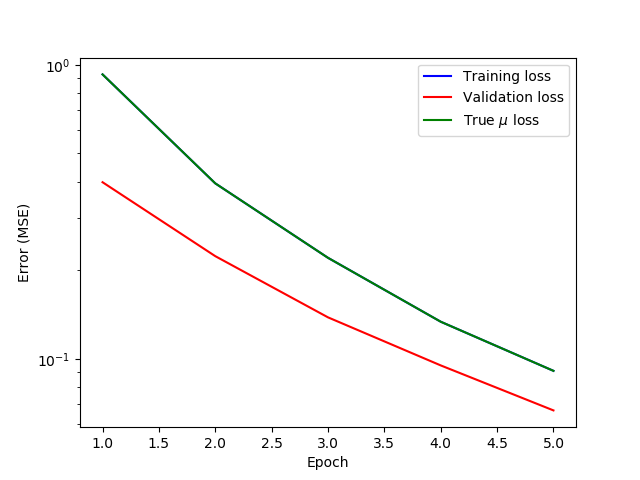 10⁰
10⁻¹
Error (MSE)
Training loss
Validation loss
True μ loss
1.0 1.5 2.0 2.5 3.0 3.5 4.0 4.5 5.0
Epoch